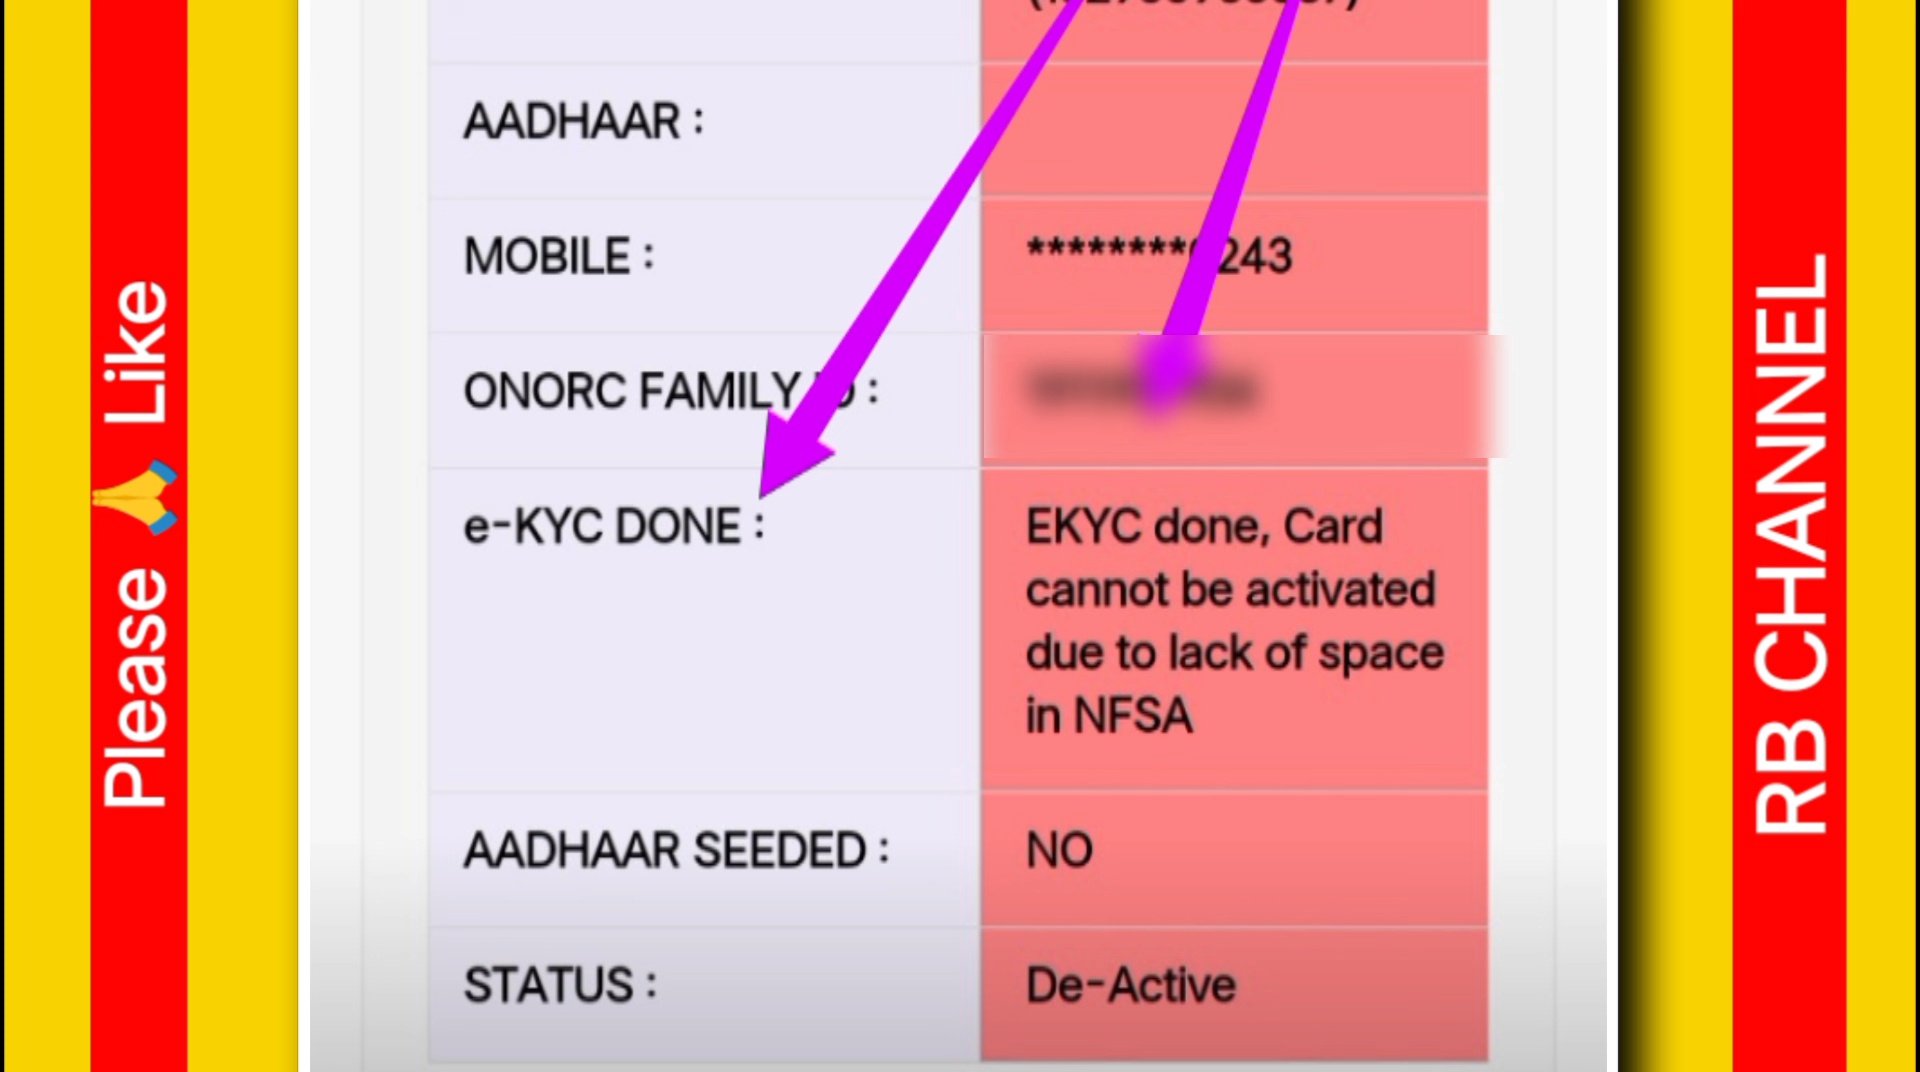 Please 🙏 Like
AADHAAR :
MOBILE :
243
ONORC FAMILY ID :
e-KYC DONE :
EKYC done, Card
cannot be activated
due to lack of space
in NFSA
AADHAAR SEEDED :
NO
STATUS :
De-Active
RB CHANNEL